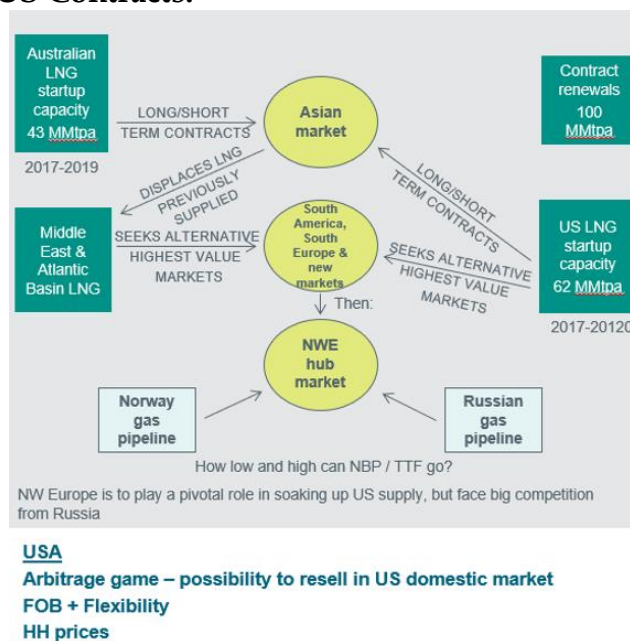 US Contracts.
Australian
LNG
startup
capacity
43 MMtpa
2017-2019
LONG/SHORT
TERM CONTRACTS
Asian
market
Contract
renewals
100
MMtpa
DISPLACES LNG
PREVIOUSLY
SUPPLIED
LONG/SHORT
TERM CONTRACTS
Middle
East &
Atlantic
Basin LNG
SEEKS ALTERNATIVE
HIGHEST VALUE
MARKETS
South
America,
South
Europe &
new
markets
SEEKS ALTERNATIVE
HIGHEST VALUE
MARKETS
US LNG
startup
capacity
62 MMtpa
2017-20120
Then:
NWE
hub
market
Norway
gas
pipeline
Russian
gas
pipeline
How low and high can NBP / TTF go?
NW Europe is to play a pivotal role in soaking up US supply, but face big competition
from Russia
USA
Arbitrage game – possibility to resell in US domestic market
FOB + Flexibility
HH prices